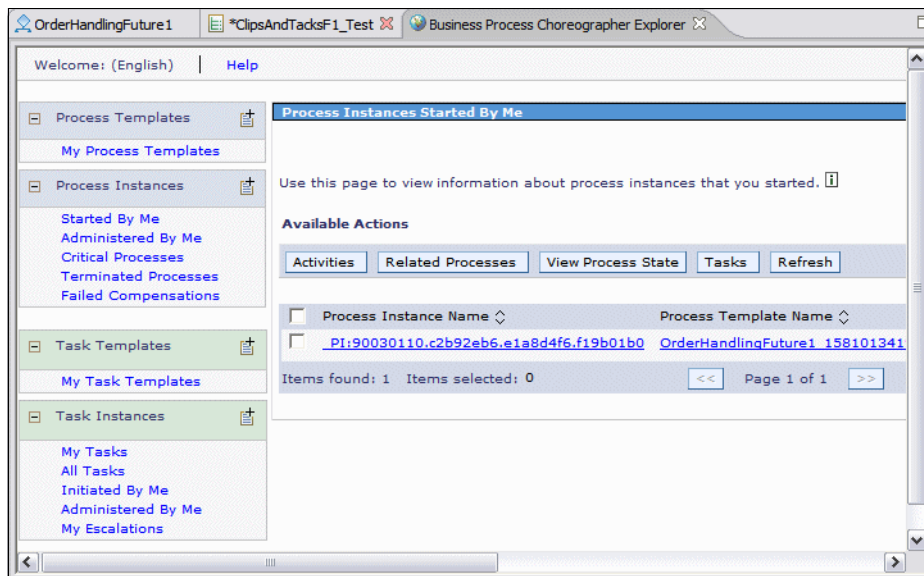 OrderHandlingFuture1
*ClipsAndTacksF1_Test
Business Process Choreographer Explorer
Welcome: (English)
Help
Process Templates
My Process Templates
Process Instances
Started By Me
Administered By Me
Critical Processes
Terminated Processes
Failed Compensations
Task Templates
My Task Templates
Task Instances
My Tasks
All Tasks
Initiated By Me
Administered By Me
My Escalations
Process Instances Started By Me
Use this page to view information about process instances that you started. i
Available Actions
Activities Related Processes View Process State Tasks Refresh
Process Instance Name Process Template Name
_PI:90030110.c2b92eb6.e1a8d4f6.f19b01b0 OrderHandlingFuture1_158101341
Items found: 1 Items selected: 0 << Page 1 of 1 >>